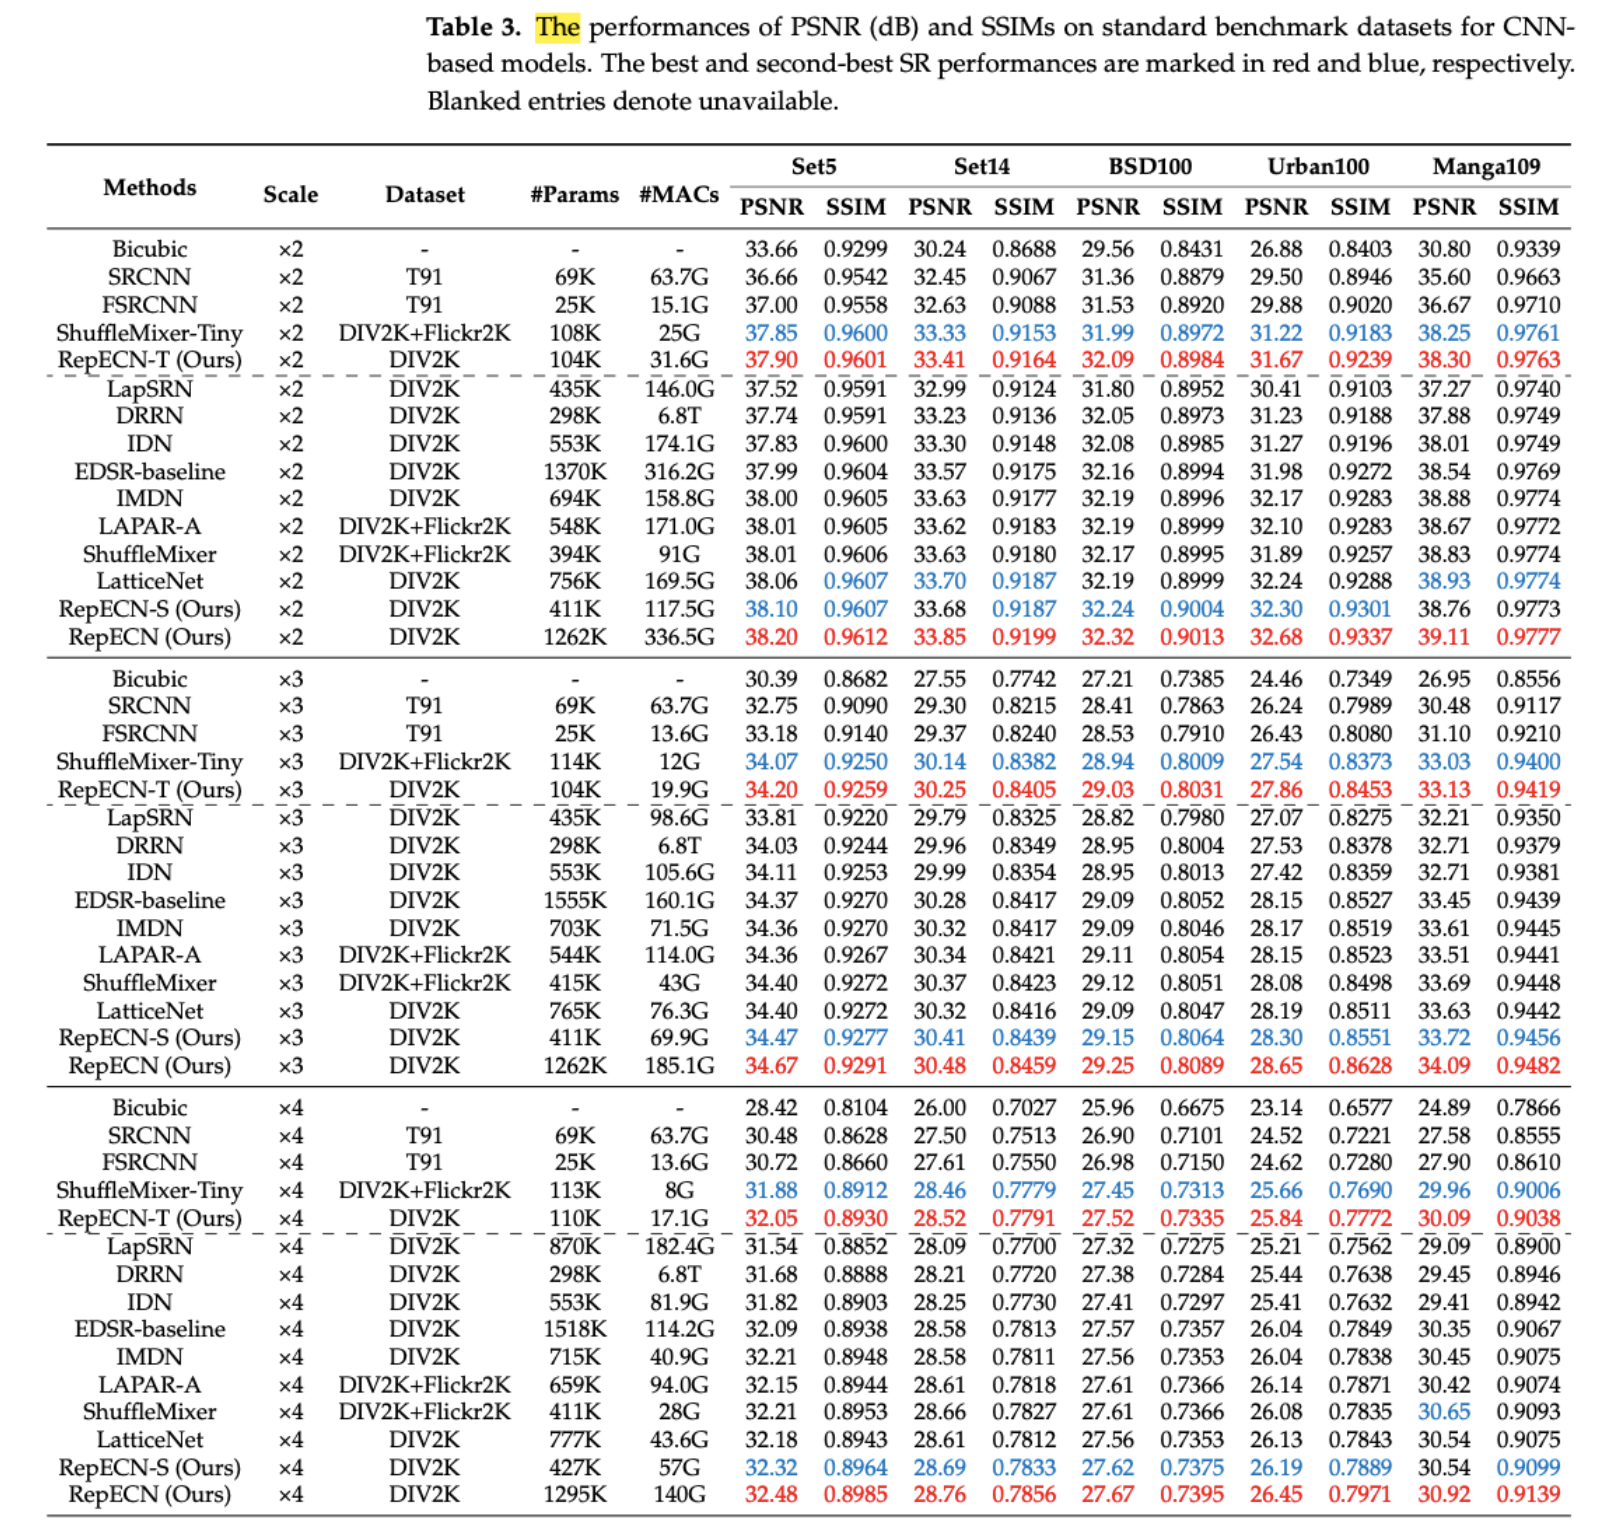 Table 3. The performances of PSNR (dB) and SSIMs on standard benchmark datasets for CNN-
based models. The best and second-best SR performances are marked in red and blue, respectively.
Blanked entries denote unavailable.
Methods Scale Dataset #Params #MACs Set5 Set14 BSD100 Urban100 Manga109
PSNR SSIM PSNR SSIM PSNR SSIM PSNR SSIM PSNR SSIM
Bicubic ×2 - - - 33.66 0.9299 30.24 0.8688 29.56 0.8431 26.88 0.8403 30.80 0.9339
SRCNN ×2 T91 69K 63.7G 36.66 0.9542 32.45 0.9067 31.36 0.8879 29.50 0.8946 35.60 0.9663
FSRCNN ×2 T91 25K 15.1G 37.00 0.9558 32.63 0.9088 31.53 0.8920 29.88 0.9020 36.67 0.9710
ShuffleMixer-Tiny ×2 DIV2K+Flickr2K 108K 25G 37.85 0.9600 33.33 0.9153 31.99 0.8972 31.22 0.9183 38.25 0.9761
RepECN-T (Ours) ×2 DIV2K 104K 31.6G 37.90 0.9601 33.41 0.9164 32.09 0.8984 31.67 0.9239 38.30 0.9763
LapSRN ×2 DIV2K 435K 146.0G 37.52 0.9591 32.99 0.9124 31.80 0.8952 30.41 0.9103 37.27 0.9740
DRRN ×2 DIV2K 298K 6.8T 37.74 0.9591 33.23 0.9136 32.05 0.8973 31.23 0.9188 37.88 0.9749
IDN ×2 DIV2K 553K 174.1G 37.83 0.9600 33.30 0.9148 32.08 0.8985 31.27 0.9196 38.01 0.9749
EDSR-baseline ×2 DIV2K 1370K 316.2G 37.99 0.9604 33.57 0.9175 32.16 0.8994 31.98 0.9272 38.54 0.9769
IMDN ×2 DIV2K 694K 158.8G 38.00 0.9605 33.63 0.9177 32.19 0.8996 32.17 0.9283 38.88 0.9774
LAPAR-A ×2 DIV2K+Flickr2K 548K 171.0G 38.01 0.9605 33.62 0.9183 32.19 0.8999 32.10 0.9283 38.67 0.9772
ShuffleMixer ×2 DIV2K+Flickr2K 394K 91G 38.01 0.9606 33.63 0.9180 32.17 0.8995 31.89 0.9257 38.83 0.9774
LatticeNet ×2 DIV2K 756K 169.5G 38.06 0.9607 33.70 0.9187 32.19 0.8999 32.24 0.9288 38.93 0.9774
RepECN-S (Ours) ×2 DIV2K 411K 117.5G 38.10 0.9607 33.68 0.9187 32.24 0.9004 32.30 0.9301 38.76 0.9773
RepECN (Ours) ×2 DIV2K 1262K 336.5G 38.20 0.9612 33.85 0.9199 32.32 0.9013 32.68 0.9337 39.11 0.9777
Bicubic ×3 - - - 30.39 0.8682 27.55 0.7742 27.21 0.7385 24.46 0.7349 26.95 0.8556
SRCNN ×3 T91 69K 63.7G 32.75 0.9090 29.30 0.8215 28.41 0.7863 26.24 0.7989 30.48 0.9117
FSRCNN ×3 T91 25K 13.6G 33.18 0.9140 29.37 0.8240 28.53 0.7910 26.43 0.8080 31.10 0.9210
ShuffleMixer-Tiny ×3 DIV2K+Flickr2K 114K 12G 34.07 0.9250 30.14 0.8382 28.94 0.8009 27.54 0.8373 33.03 0.9400
RepECN-T (Ours) ×3 DIV2K 104K 19.9G 34.20 0.9259 30.25 0.8405 29.03 0.8031 27.86 0.8453 33.13 0.9419
LapSRN ×3 DIV2K 435K 98.6G 33.81 0.9220 29.79 0.8325 28.82 0.7980 27.07 0.8275 32.21 0.9350
DRRN ×3 DIV2K 298K 6.8T 34.03 0.9244 29.96 0.8349 28.95 0.8004 27.53 0.8378 32.71 0.9379
IDN ×3 DIV2K 553K 105.6G 34.11 0.9253 29.99 0.8354 28.95 0.8013 27.42 0.8359 32.71 0.9381
EDSR-baseline ×3 DIV2K 1555K 160.1G 34.37 0.9270 30.28 0.8417 29.09 0.8052 28.15 0.8527 33.45 0.9439
IMDN ×3 DIV2K 703K 71.5G 34.36 0.9270 30.32 0.8417 29.09 0.8046 28.17 0.8519 33.61 0.9445
LAPAR-A ×3 DIV2K+Flickr2K 544K 114.0G 34.36 0.9267 30.34 0.8421 29.11 0.8054 28.15 0.8523 33.51 0.9441
ShuffleMixer ×3 DIV2K+Flickr2K 415K 43G 34.40 0.9272 30.37 0.8423 29.12 0.8051 28.08 0.8498 33.69 0.9448
LatticeNet ×3 DIV2K 765K 76.3G 34.40 0.9272 30.32 0.8416 29.09 0.8047 28.19 0.8511 33.63 0.9442
RepECN-S (Ours) ×3 DIV2K 411K 69.9G 34.47 0.9277 30.41 0.8439 29.15 0.8064 28.30 0.8551 33.72 0.9456
RepECN (Ours) ×3 DIV2K 1262K 185.1G 34.67 0.9291 30.48 0.8459 29.25 0.8089 28.65 0.8628 34.09 0.9482
Bicubic ×4 - - - 28.42 0.8104 26.00 0.7027 25.96 0.6675 23.14 0.6577 24.89 0.7866
SRCNN ×4 T91 69K 63.7G 30.48 0.8628 27.50 0.7513 26.90 0.7101 24.52 0.7221 27.58 0.8555
FSRCNN ×4 T91 25K 13.6G 30.72 0.8660 27.61 0.7550 26.98 0.7150 24.62 0.7280 27.90 0.8610
ShuffleMixer-Tiny ×4 DIV2K+Flickr2K 113K 8G 31.88 0.8912 28.46 0.7779 27.45 0.7313 25.66 0.7690 29.96 0.9006
RepECN-T (Ours) ×4 DIV2K 110K 17.1G 32.05 0.8930 28.52 0.7791 27.52 0.7335 25.84 0.7772 30.09 0.9038
LapSRN ×4 DIV2K 870K 182.4G 31.54 0.8852 28.09 0.7700 27.32 0.7275 25.21 0.7562 29.09 0.8900
DRRN ×4 DIV2K 298K 6.8T 31.68 0.8888 28.21 0.7720 27.38 0.7284 25.44 0.7638 29.45 0.8946
IDN ×4 DIV2K 553K 81.9G 31.82 0.8903 28.25 0.7730 27.41 0.7297 25.41 0.7632 29.41 0.8942
EDSR-baseline ×4 DIV2K 1518K 114.2G 32.09 0.8938 28.58 0.7813 27.57 0.7357 26.04 0.7849 30.35 0.9067
IMDN ×4 DIV2K 715K 40.9G 32.21 0.8948 28.58 0.7811 27.56 0.7353 26.04 0.7838 30.45 0.9075
LAPAR-A ×4 DIV2K+Flickr2K 659K 94.0G 32.15 0.8944 28.61 0.7818 27.61 0.7366 26.14 0.7871 30.42 0.9074
ShuffleMixer ×4 DIV2K+Flickr2K 411K 28G 32.21 0.8953 28.66 0.7827 27.61 0.7366 26.08 0.7835 30.65 0.9093
LatticeNet ×4 DIV2K 777K 43.6G 32.18 0.8943 28.61 0.7812 27.56 0.7353 26.13 0.7843 30.54 0.9075
RepECN-S (Ours) ×4 DIV2K 427K 57G 32.32 0.8964 28.69 0.7833 27.62 0.7375 26.19 0.7889 30.54 0.9099
RepECN (Ours) ×4 DIV2K 1295K 140G 32.48 0.8985 28.76 0.7856 27.67 0.7395 26.45 0.7971 30.92 0.9139